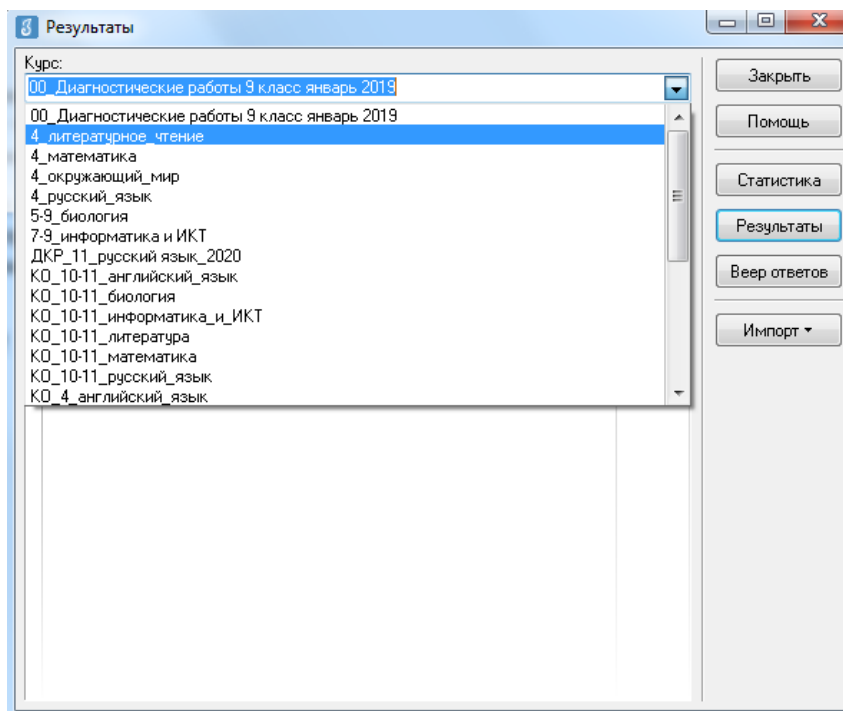 Результаты
Курс:
00_Диагностические работы 9 класс январь 2019
00_Диагностические работы 9 класс январь 2019
4_литературное_чтение
4_математика
4_окружающий_мир
4_русский_язык
5-9_биология
7-9_информатика и ИКТ
ДКР_11_русский язык_2020
КО_10-11_английский_язык
КО_10-11_биология
КО_10-11_информатика_и_ИКТ
КО_10-11_литература
КО_10-11_математика
КО_10-11_русский_язык
КО_4_английский_язык
Закрыть
Помощь
Статистика
Результаты
Веер ответов
Импорт